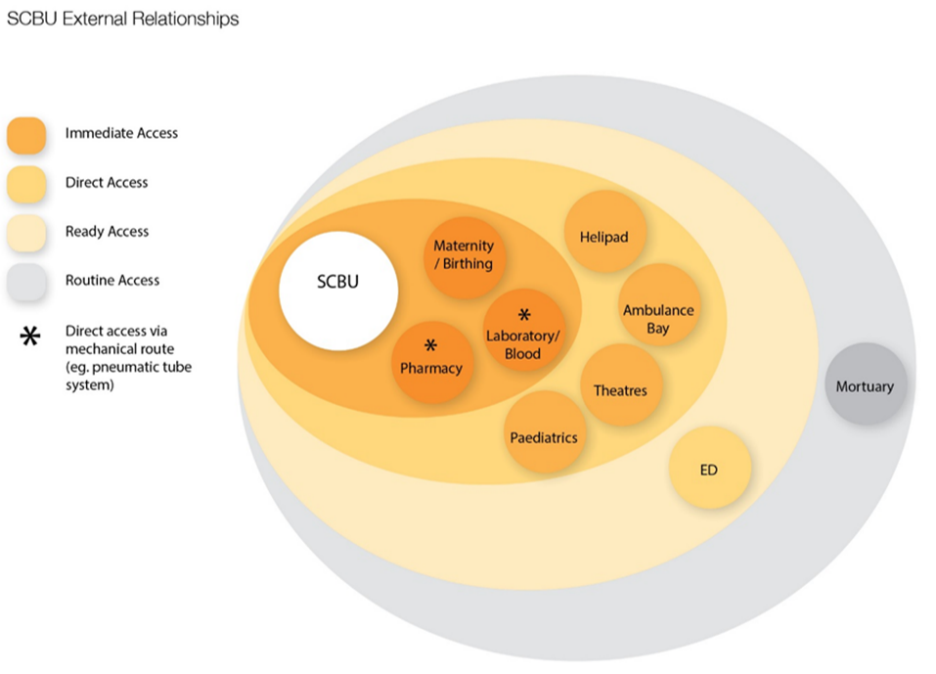 SCBU External Relationships
Immediate Access
Direct Access
Ready Access
Routine Access
*
Direct access via
mechanical route
(eg. pneumatic tube
system)
SCBU
Maternity
/ Birthing
*
Laboratory/
Blood
*
Pharmacy
Helipad
Ambulance
Bay
Theatres
Paediatrics
ED
Mortuary